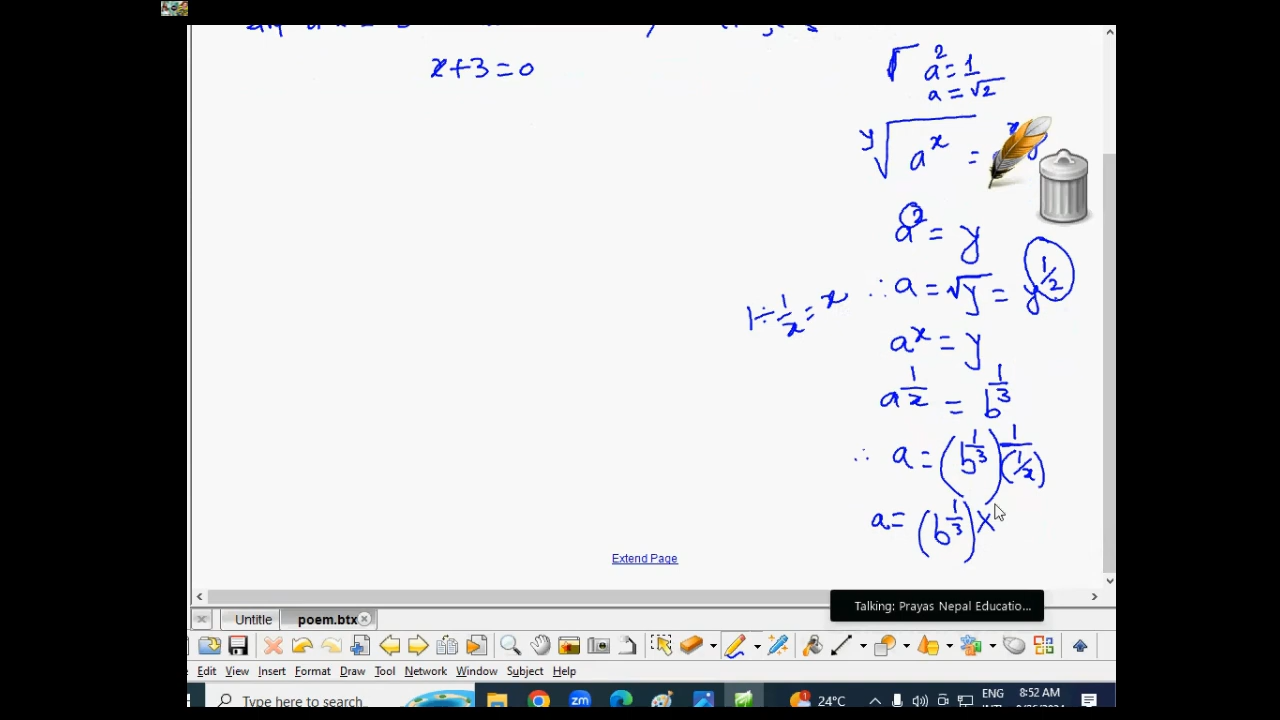 x+3=0
a²=1
a=√2
ʸ√aˣ =
a²=y
∴ a=√y = y^1/2
1÷1/x=x
aˣ=y
a^1/x = b^1/3
∴ a=(b^1/3)^1/(1/x)
a=(b^1/3)x
Extend Page
Talking: Prayas Nepal Educatio...
Untitle poem.btx
Edit View Insert Format Draw Tool Network Window Subject Help
Type here to search
24°C
ENG
8:52 AM